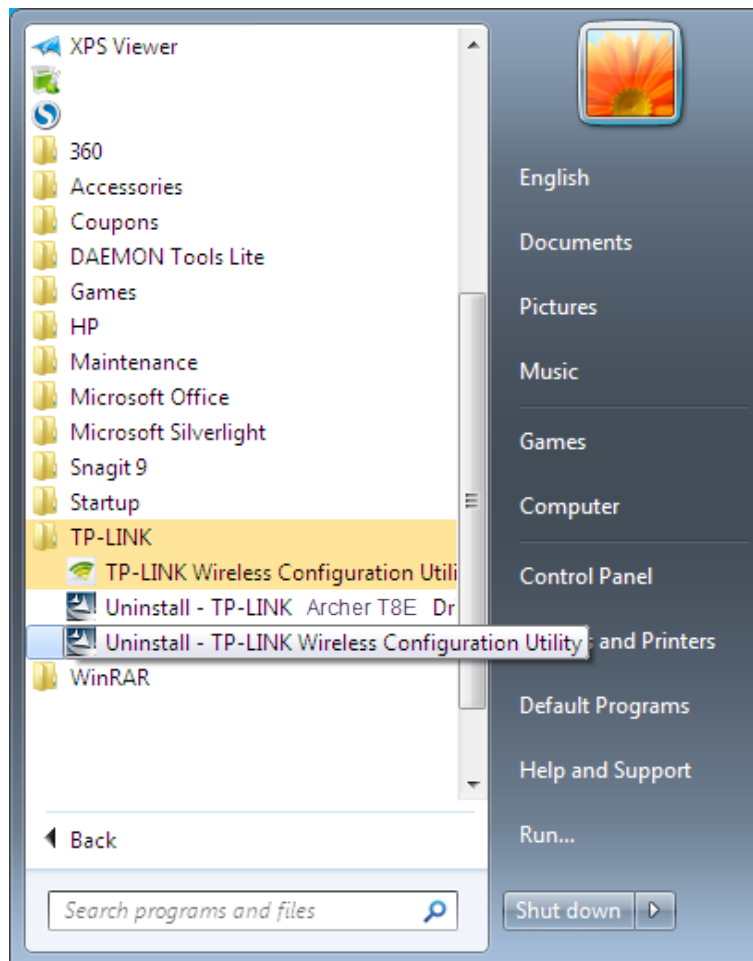 XPS Viewer
360
Accessories
Coupons
DAEMON Tools Lite
Games
HP
Maintenance
Microsoft Office
Microsoft Silverlight
Snagit 9
Startup
TP-LINK
TP-LINK Wireless Configuration Utili
Uninstall - TP-LINK Archer T8E Dr
Uninstall - TP-LINK Wireless Configuration Utility
WinRAR
Back
Search programs and files
English
Documents
Pictures
Music
Games
Computer
Control Panel
and Printers
Default Programs
Help and Support
Run...
Shut down